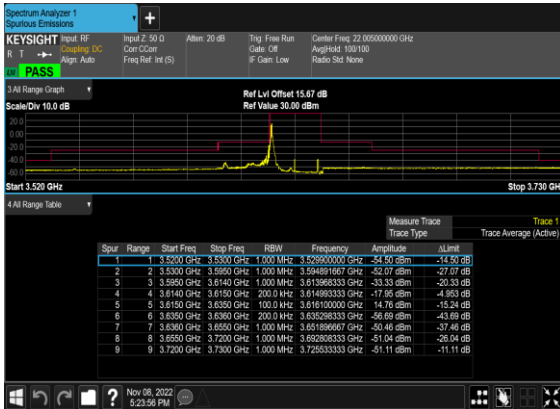 Spectrum Analyzer 1
Spurious Emissions
KEYSIGHT Input: RF Input Z: 50 Ω Atten: 20 dB Trig: Free Run Center Freq: 22.005000000 GHz
R T Coupling: DC Corr CCorr Gate: Off Avg|Hold: 100/100
Align: Auto Freq Ref: Int (S) IF Gain: Low Radio Std: None
PASS
3 All Range Graph
Ref Lvl Offset 15.67 dB
Scale/Div 10.0 dB Ref Value 30.00 dBm
20.0
0.00
-20.0
-40.0
-60.0
Start 3.520 GHz Stop 3.730 GH
4 All Range Table
Measure Trace Trace 1
Trace Type Trace Average (Active)
Spur Range Start Freq Stop Freq RBW Frequency Amplitude ΔLimit
1 1 3.5200 GHz 3.5300 GHz 1.000 MHz 3.529900000 GHz -54.50 dBm -14.50 dB
2 2 3.5300 GHz 3.5950 GHz 1.000 MHz 3.594891667 GHz -52.07 dBm -27.07 dB
3 3 3.5950 GHz 3.6140 GHz 1.000 MHz 3.613968333 GHz -33.33 dBm -20.33 dB
4 4 3.6140 GHz 3.6150 GHz 200.0 kHz 3.614993333 GHz -17.95 dBm -4.953 dB
5 5 3.6150 GHz 3.6350 GHz 100.0 kHz 3.616100000 GHz 14.76 dBm -15.24 dB
6 6 3.6350 GHz 3.6360 GHz 200.0 kHz 3.635298333 GHz -56.69 dBm -43.69 dB
7 7 3.6360 GHz 3.6550 GHz 1.000 MHz 3.651896667 GHz -50.46 dBm -37.46 dB
8 8 3.6550 GHz 3.7200 GHz 1.000 MHz 3.692808333 GHz -51.04 dBm -26.04 dB
9 9 3.7200 GHz 3.7300 GHz 1.000 MHz 3.725533333 GHz -51.11 dBm -11.11 dB
Nov 08, 2022
5:23:56 PM